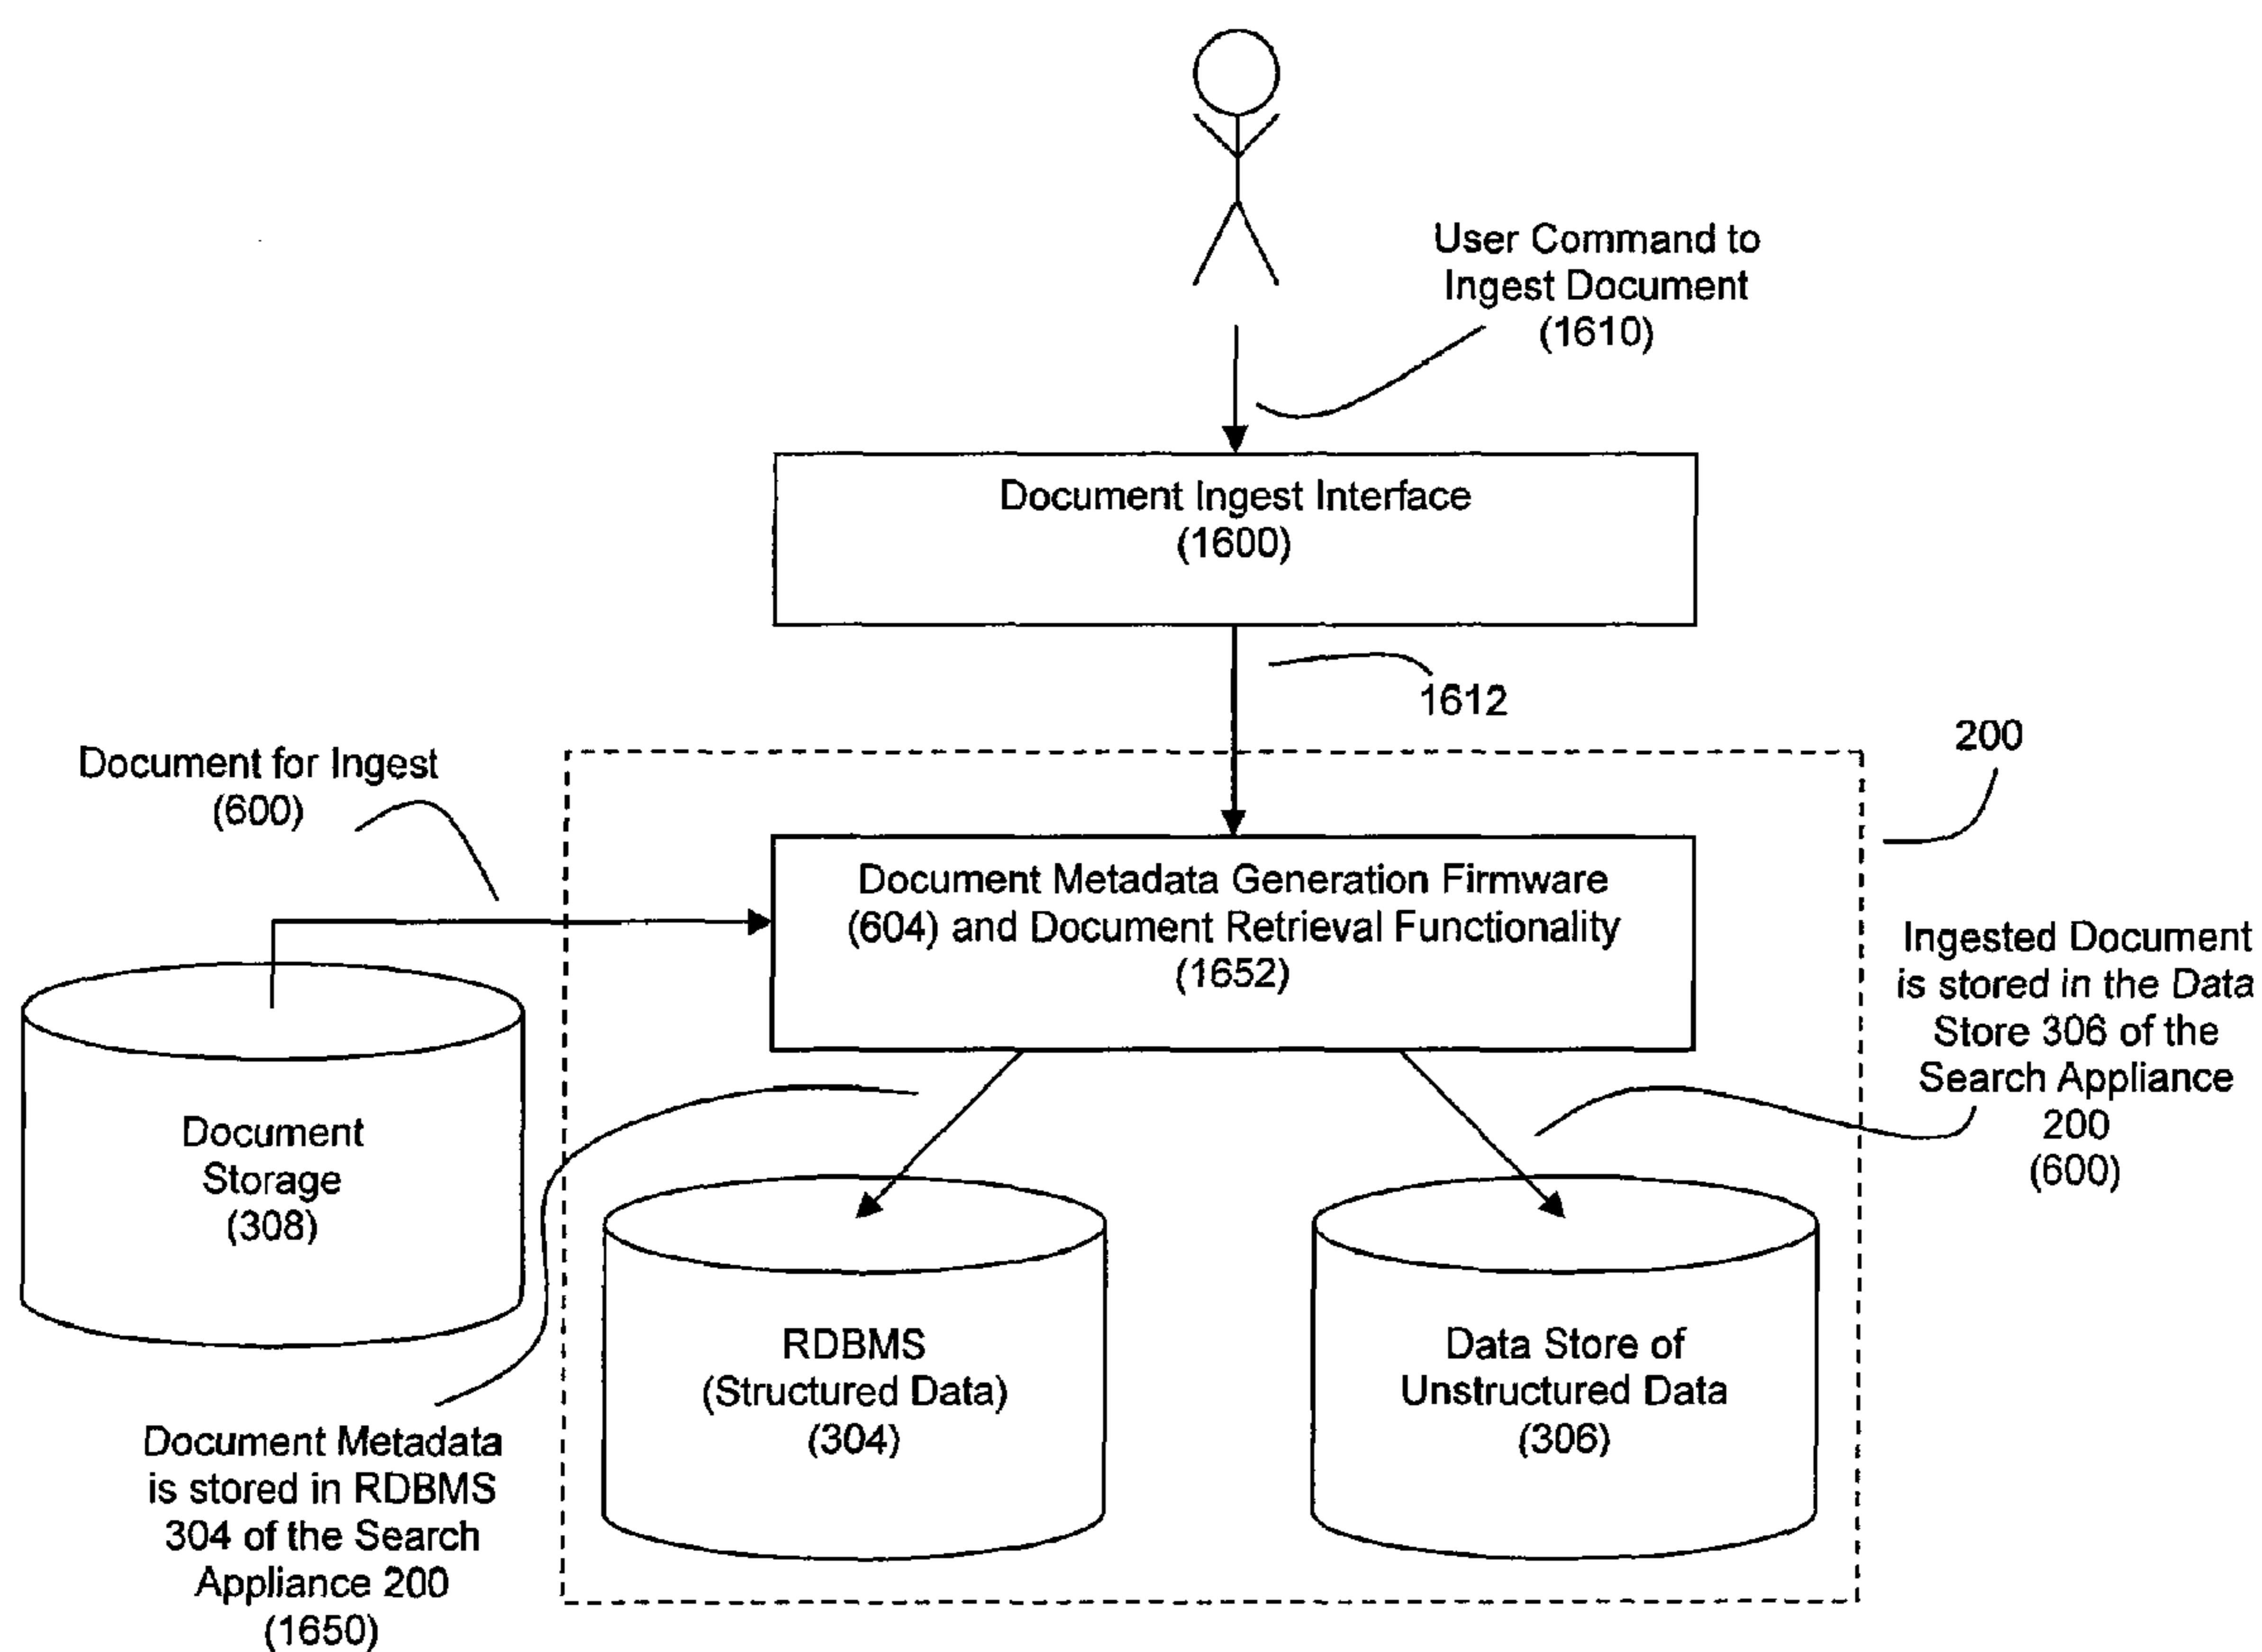 User Command to
Ingest Document
(1610)
Document Ingest Interface
(1600)
1612
200
Document for Ingest
(600)
Document Metadata Generation Firmware
(604) and Document Retrieval Functionality
(1652)
Ingested Document
is stored in the Data
Store 306 of the
Search Appliance
200
(600)
Document
Storage
(308)
RDBMS
(Structured Data)
(304)
Data Store of
Unstructured Data
(306)
Document Metadata
is stored in RDBMS
304 of the Search
Appliance 200
(1650)